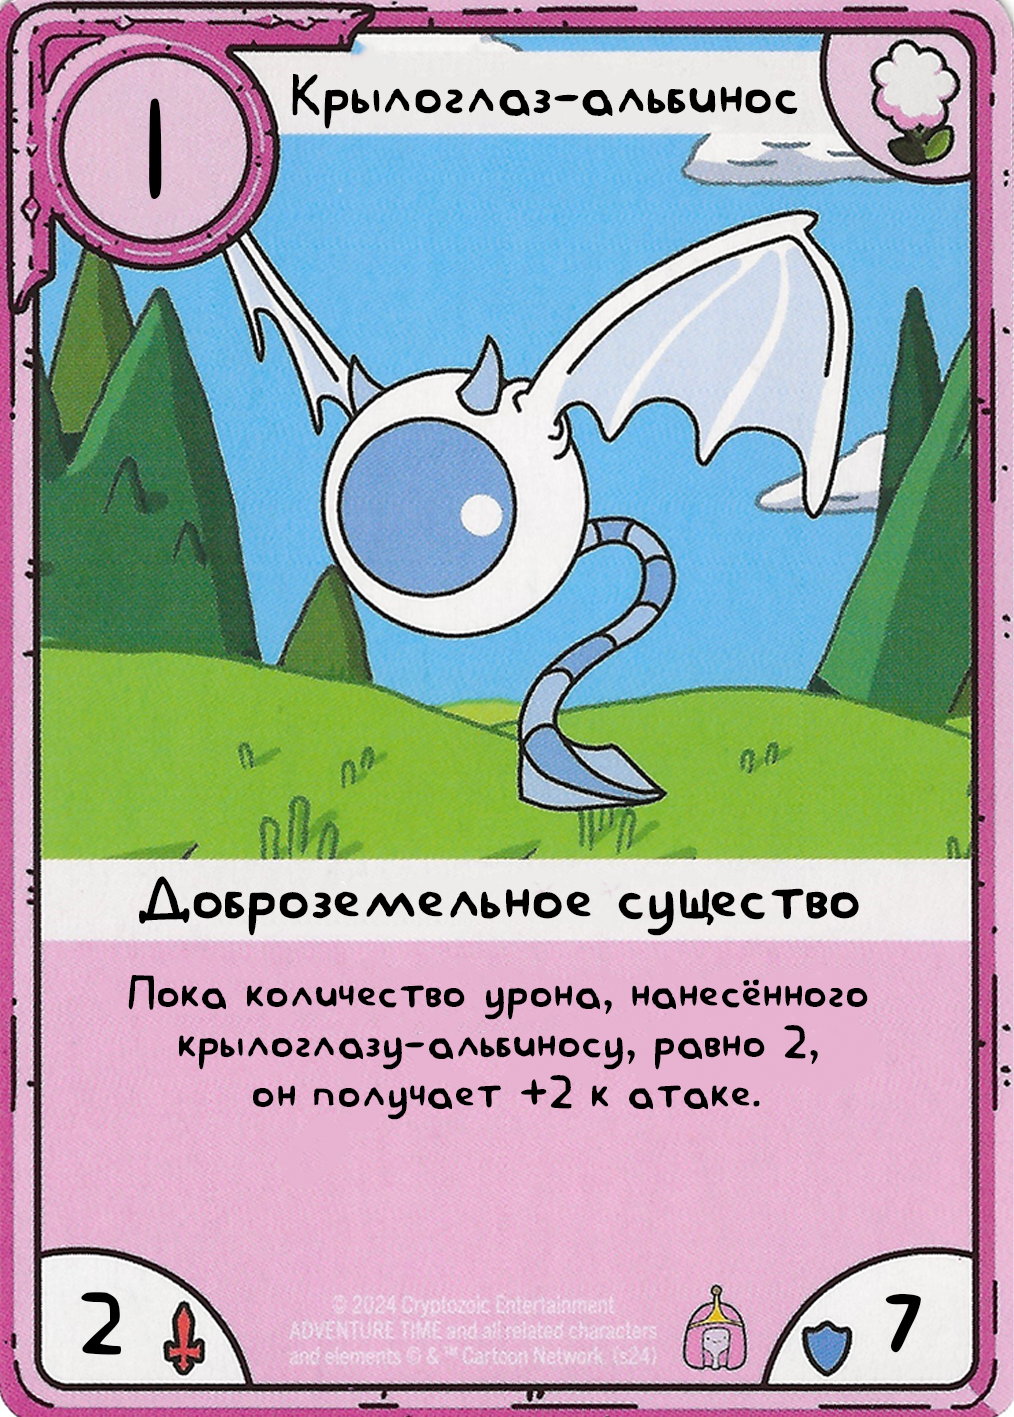 1
Крылоглаз-альбинос
Доброземельное существо
Пока количество урона, нанесённого
крылоглазу-альбиносу, равно 2,
он получает +2 к атаке.
2
© 2024 Cryptozoic Entertainment
ADVENTURE TIME and all related characters
and elements © & ™ Cartoon Network. (s24)
7